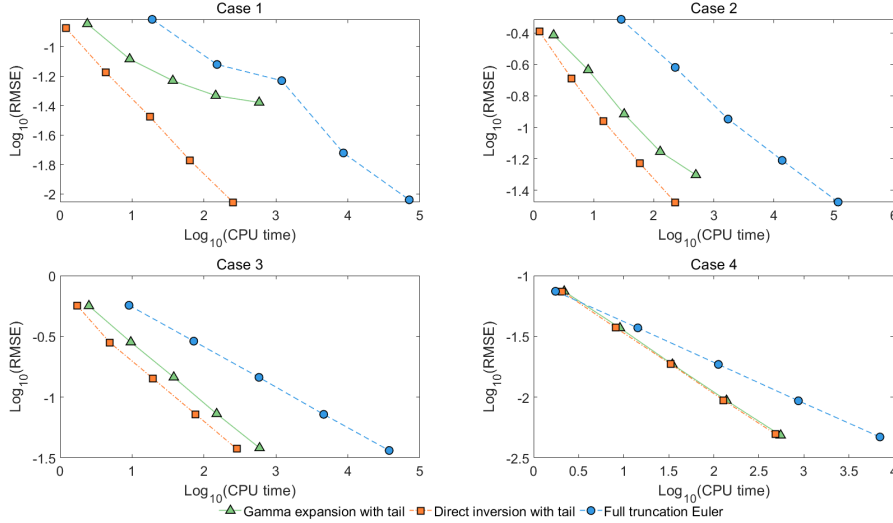 Case 1
Log10(RMSE)
-1
-1.2
-1.4
-1.6
-1.8
-2
0 1 2 3 4 5
Log10(CPU time)
Case 2
Log10(RMSE)
-0.4
-0.6
-0.8
-1
-1.2
-1.4
0 1 2 3 4 5 6
Log10(CPU time)
Case 3
Log10(RMSE)
0
-0.5
-1
-1.5
0 1 2 3 4 5
Log10(CPU time)
Case 4
Log10(RMSE)
-1
-1.5
-2
-2.5
0 0.5 1 1.5 2 2.5 3 3.5 4
Log10(CPU time)
Gamma expansion with tail Direct inversion with tail Full truncation Euler